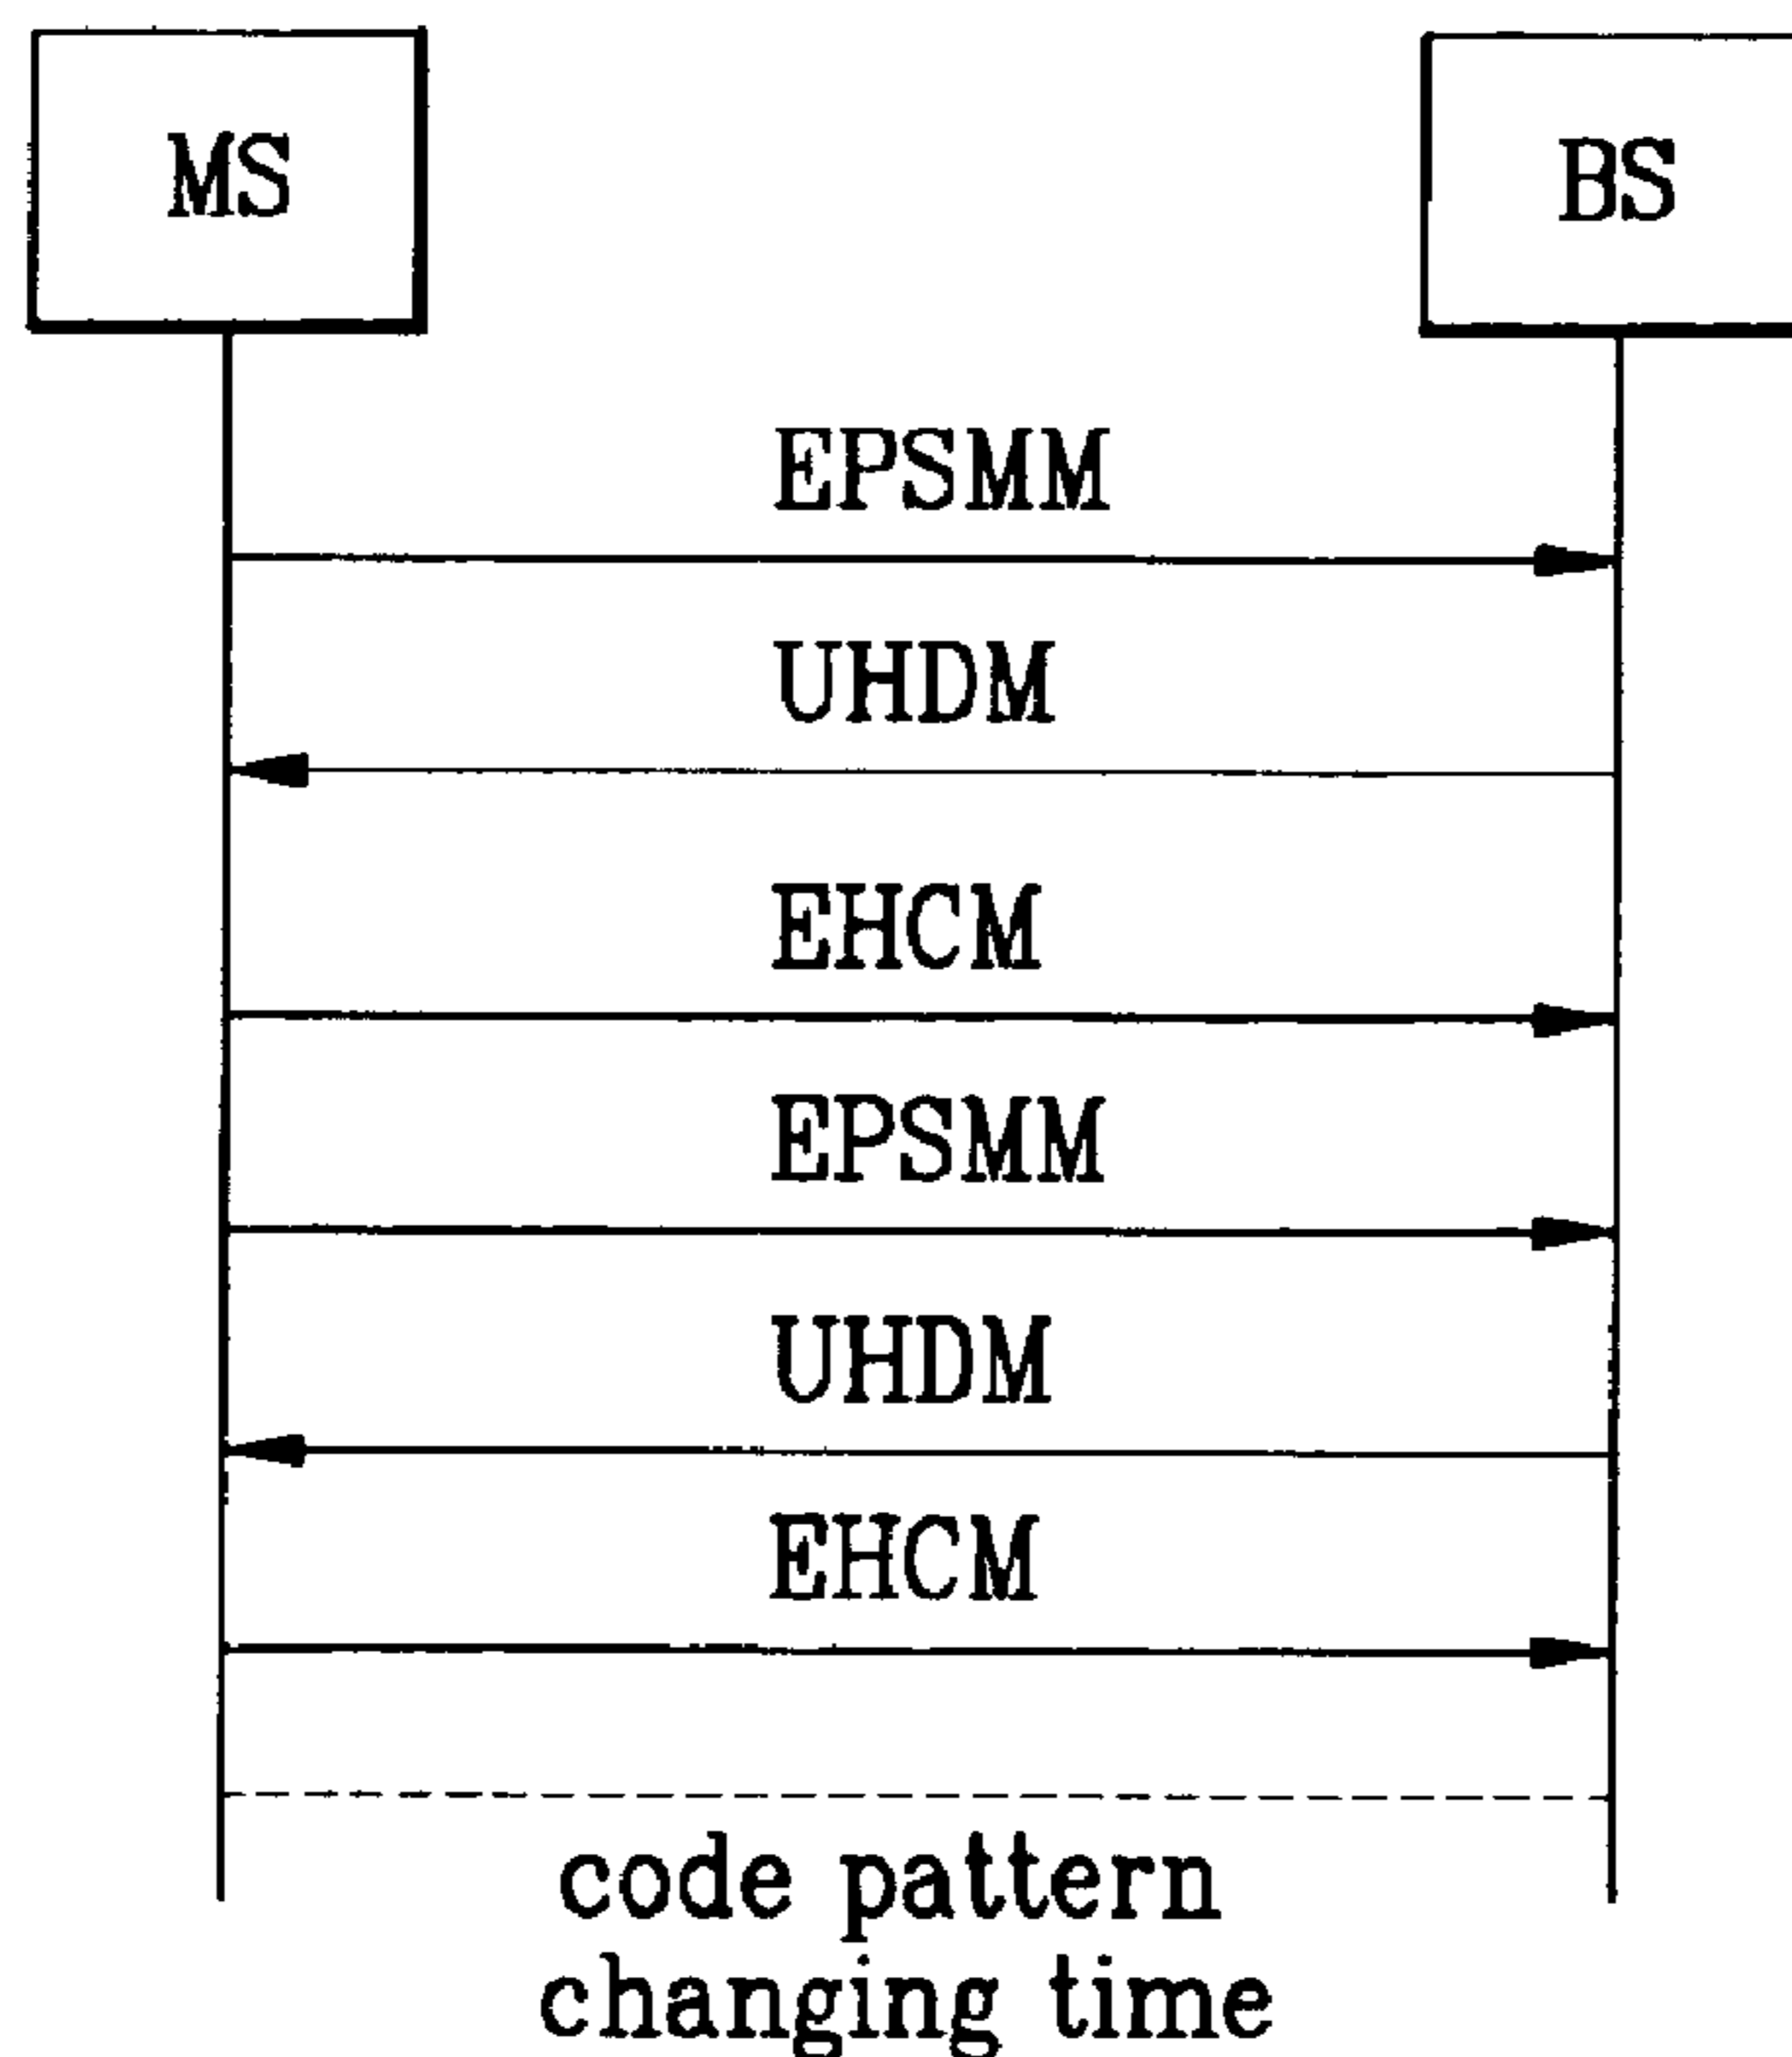 MS
BS
EPSMM
UHDM
EHCM
EPSMM
UHDM
EHCM
code pattern
changing time